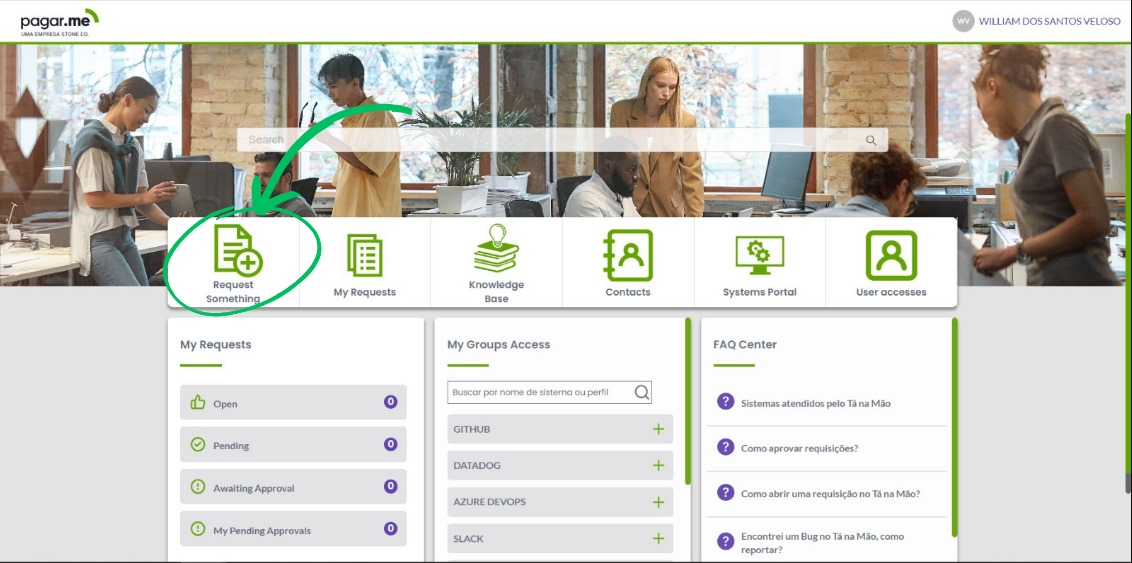 pagar.me
UMA EMPRESA STONE CO.
WV
WILLIAM DOS SANTOS VELOSO
Search
Request
Something
My Requests
Knowledge
Base
Contacts
Systems Portal
User accesses
My Requests
Open
0
Pending
0
Awaiting Approval
0
My Pending Approvals
0
My Groups Access
Buscar por nome de sistema ou perfil
GITHUB
DATADOG
AZURE DEVOPS
SLACK
FAQ Center
? Sistemas atendidos pelo Tá na Mão
? Como aprovar requisições?
? Como abrir uma requisição no Tá na Mão?
? Encontrei um Bug no Tá na Mão, como
reportar?